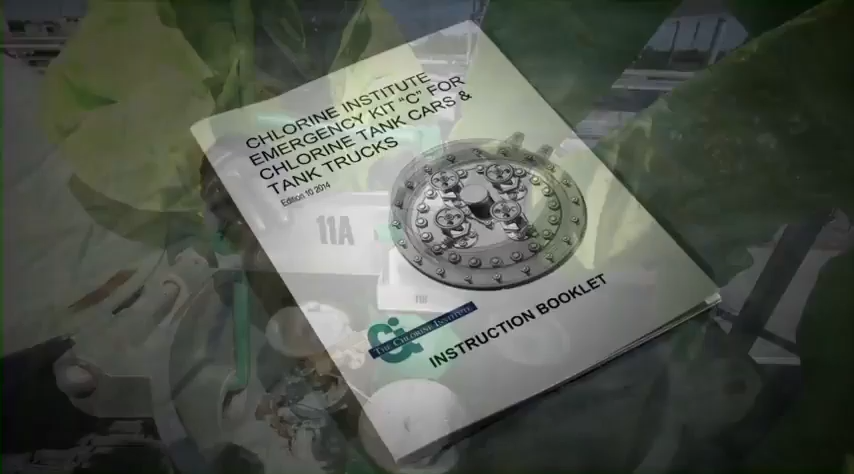 CHLORINE INSTITUTE
EMERGENCY KIT "C" FOR
CHLORINE TANK CARS &
TANK TRUCKS
Edition 10 2014
11A
THE CHLORINE INSTITUTE
INSTRUCTION BOOKLET